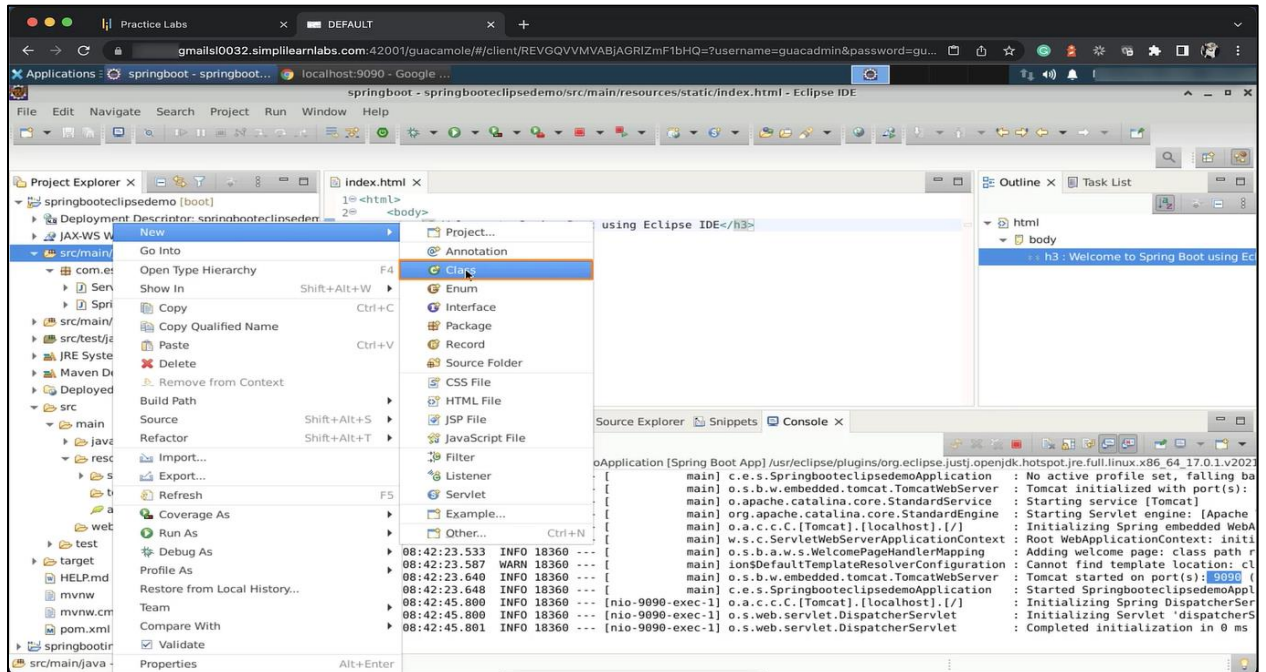 Practice Labs
DEFAULT
gmailsl0032.simplilearnlabs.com:42001/guacamole/#/client/REVGQVVMVABjAGRIZmF1bHQ=?username=guacadmin&password=gu...
Applications
springboot - springboot...
localhost:9090 - Google ...
springboot - springbooteclipsedemo/src/main/resources/static/index.html - Eclipse IDE
File Edit Navigate Search Project Run Window Help
Project Explorer
index.html
Outline
Task List
springbooteclipsedemo [boot]
Deployment Descriptor: springbooteclipsedem
JAX-WS W
src/main/
com.es
Serv
Spri
src/main/
src/test/ja
JRE Syste
Maven De
Deployed
src
main
java
reso
s
te
a
web
test
target
HELP.md
mvnw
mvnw.cm
pom.xml
springbootin
src/main/java -
1 <html>
2 <body>
using Eclipse IDE</h3>
html
body
h3 : Welcome to Spring Boot using Ecl
New
Go Into
Open Type Hierarchy F4
Show In Shift+Alt+W
Copy Ctrl+C
Copy Qualified Name
Paste Ctrl+V
Delete
Remove from Context
Build Path
Source Shift+Alt+S
Refactor Shift+Alt+T
Import...
Export...
Refresh F5
Coverage As
Run As
Debug As
Profile As
Restore from Local History...
Team
Compare With
Validate
Properties Alt+Enter
Project...
Annotation
Class
Enum
Interface
Package
Record
Source Folder
CSS File
HTML File
JSP File
JavaScript File
Filter
Listener
Servlet
Example...
Other... Ctrl+N
Source Explorer Snippets Console
oApplication [Spring Boot App] /usr/eclipse/plugins/org.eclipse.justj.openjdk.hotspot.jre.full.linux.x86_64_17.0.1.v2021
- [ main] c.e.s.SpringbooteclipsedemoApplication : No active profile set, falling ba
- [ main] o.s.b.w.embedded.tomcat.TomcatWebServer : Tomcat initialized with port(s):
- [ main] o.apache.catalina.core.StandardService : Starting service [Tomcat]
- [ main] org.apache.catalina.core.StandardEngine : Starting Servlet engine: [Apache
- [ main] o.a.c.c.C.[Tomcat].[localhost].[/] : Initializing Spring embedded WebA
- [ main] w.s.c.ServletWebServerApplicationContext : Root WebApplicationContext: initi
08:42:23.533 INFO 18360 --- [ main] o.s.b.a.w.s.WelcomePageHandlerMapping : Adding welcome page: class path r
08:42:23.587 WARN 18360 --- [ main] ion$DefaultTemplateResolverConfiguration : Cannot find template location: cl
08:42:23.640 INFO 18360 --- [ main] o.s.b.w.embedded.tomcat.TomcatWebServer : Tomcat started on port(s): 9090 (
08:42:23.648 INFO 18360 --- [ main] c.e.s.SpringbooteclipsedemoApplication : Started SpringbooteclipsedemoAppl
08:42:45.800 INFO 18360 --- [nio-9090-exec-1] o.a.c.c.C.[Tomcat].[localhost].[/] : Initializing Spring DispatcherSer
08:42:45.800 INFO 18360 --- [nio-9090-exec-1] o.s.web.servlet.DispatcherServlet : Initializing Servlet 'dispatcherS
08:42:45.801 INFO 18360 --- [nio-9090-exec-1] o.s.web.servlet.DispatcherServlet : Completed initialization in 0 ms